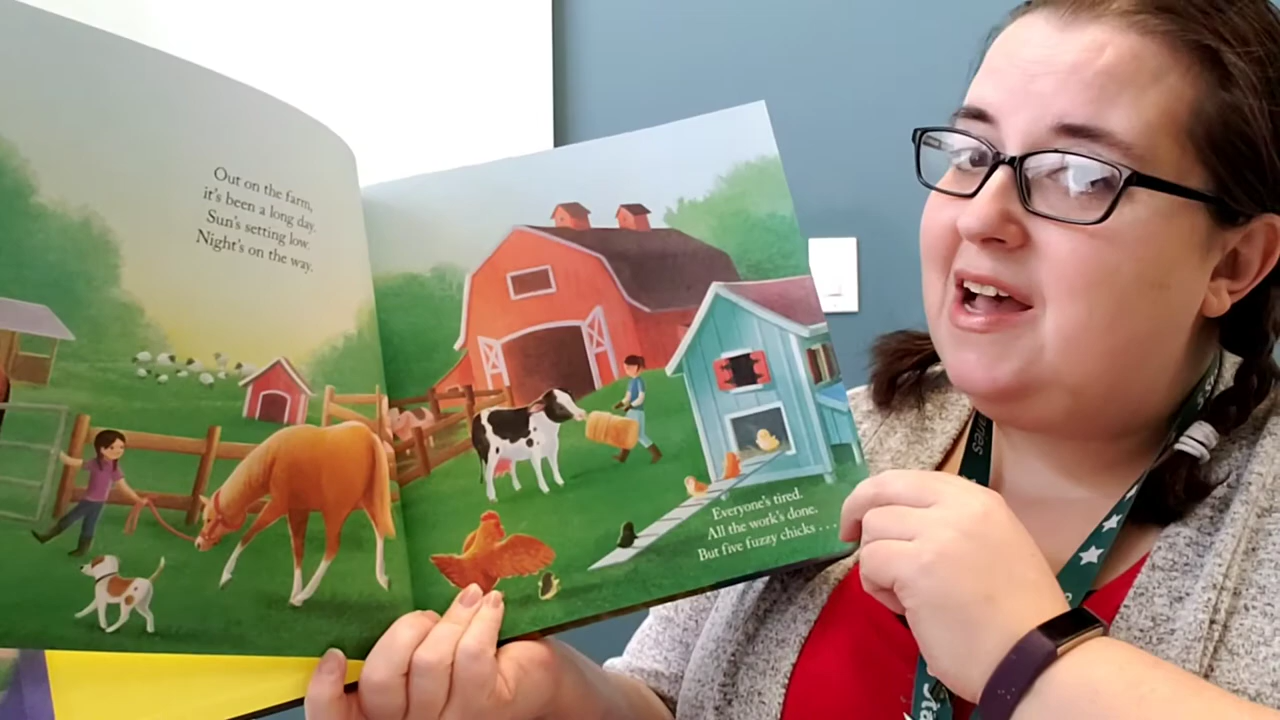 Out on the farm,
it's been a long day.
Sun's setting low.
Night's on the way.
Everyone's tired.
All the work's done.
But five fuzzy chicks . . .